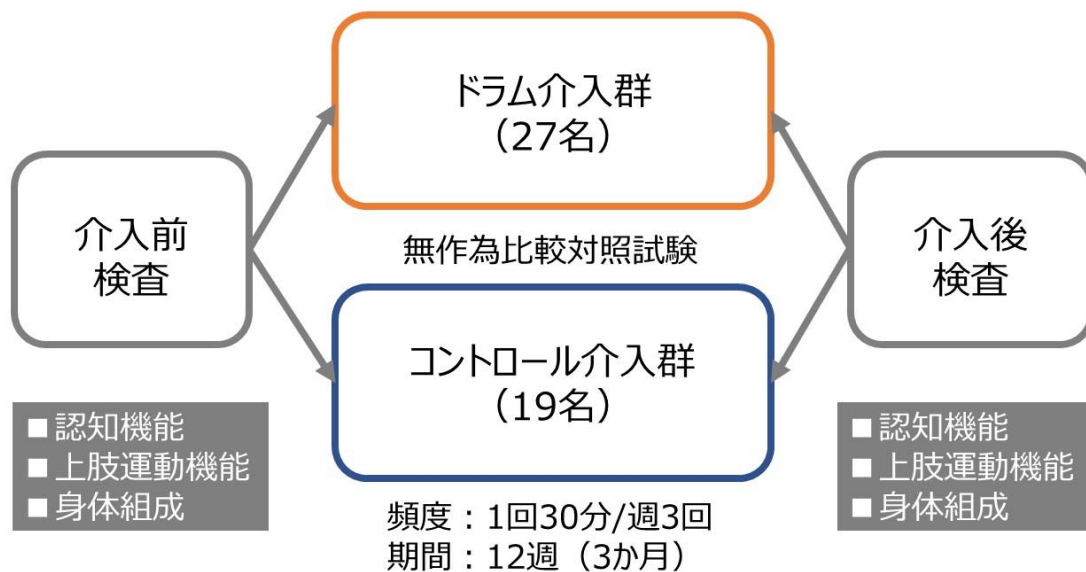 ドラム介入群
（27名）
介入前
検査
無作為比較対照試験
介入後
検査
コントロール介入群
（19名）
■認知機能
■上肢運動機能
■身体組成
■認知機能
■上肢運動機能
■身体組成
頻度：1回30分/週3回
期間：12週（3か月）